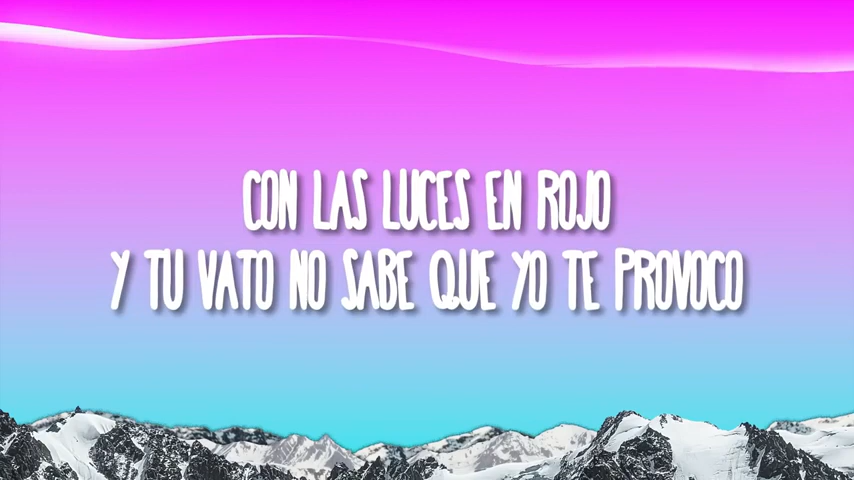 CON LAS LUCES EN ROJO
Y TU VATO NO SABE QUE YO TE PROVOCO